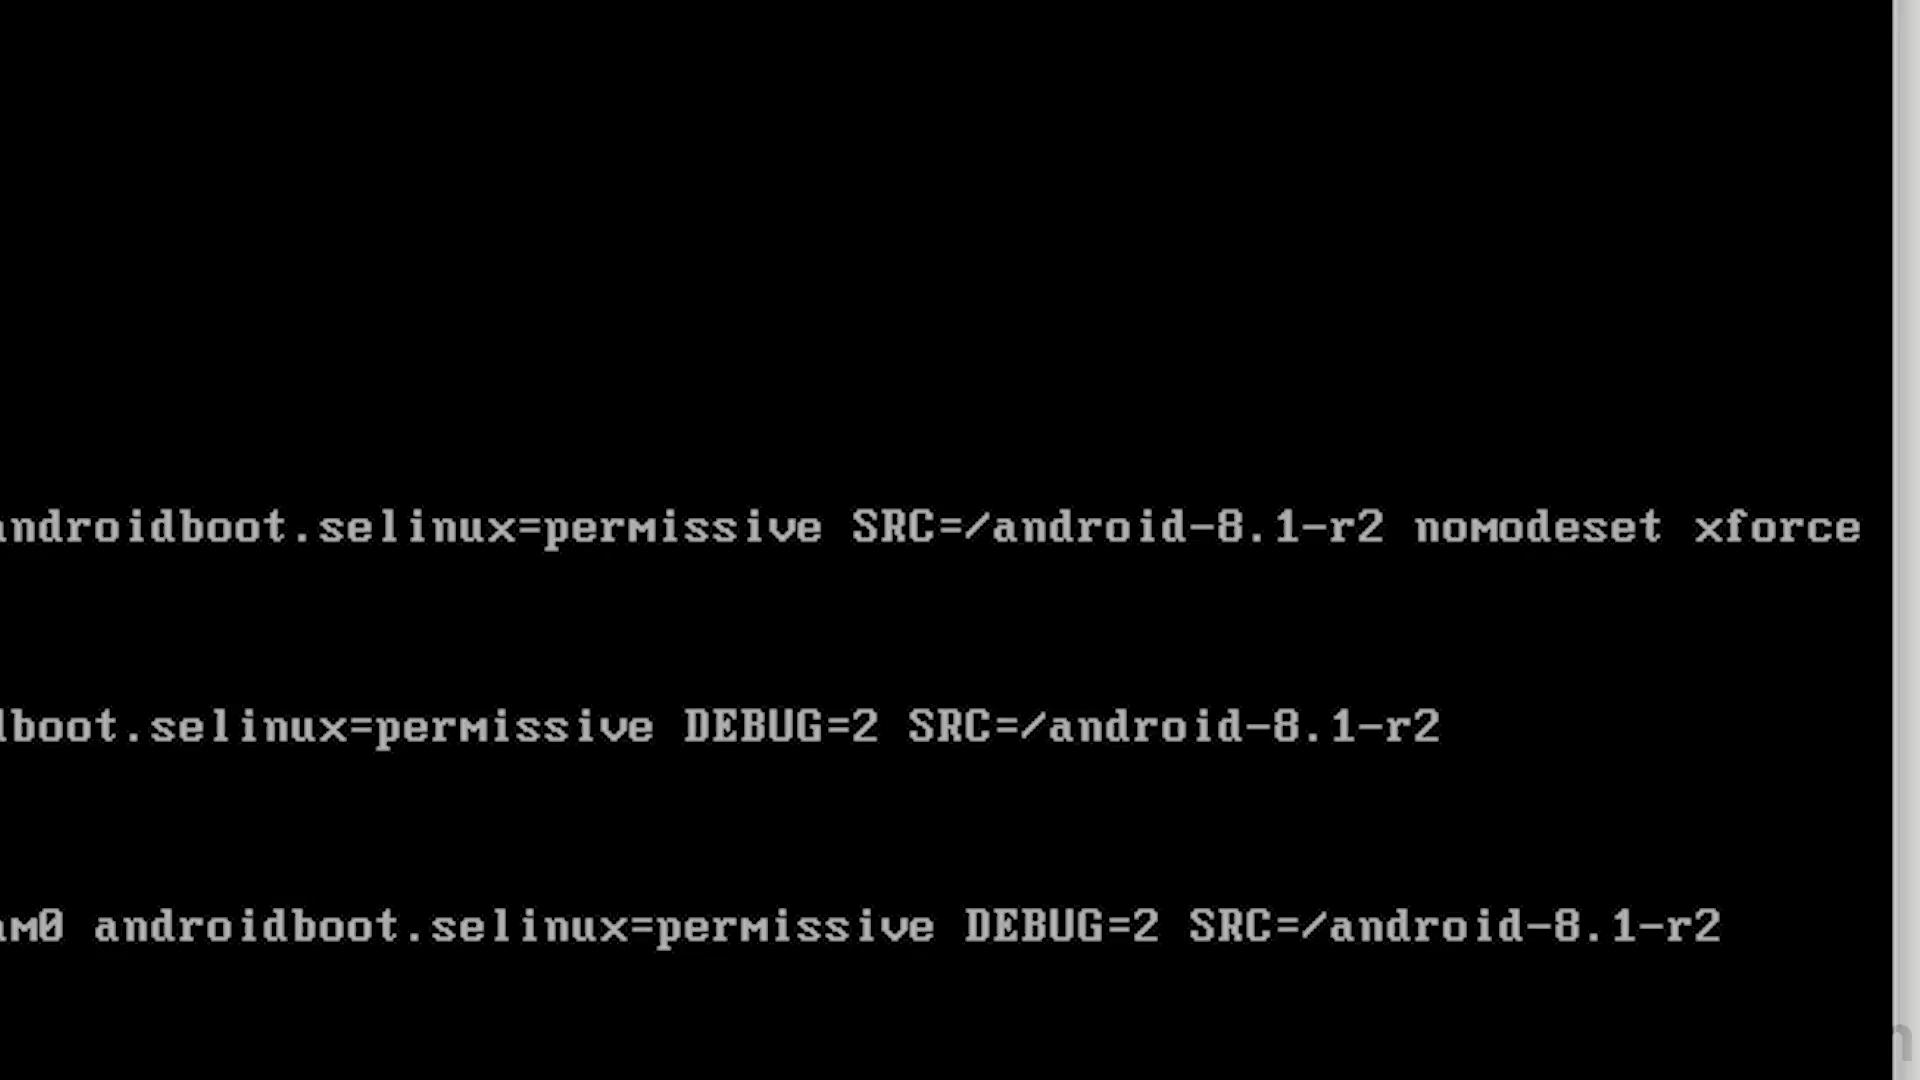 androidboot.selinux=permissive SRC=/android-8.1-r2 nomodeset xforce
boot.selinux=permissive DEBUG=2 SRC=/android-8.1-r2
am0 androidboot.selinux=permissive DEBUG=2 SRC=/android-8.1-r2